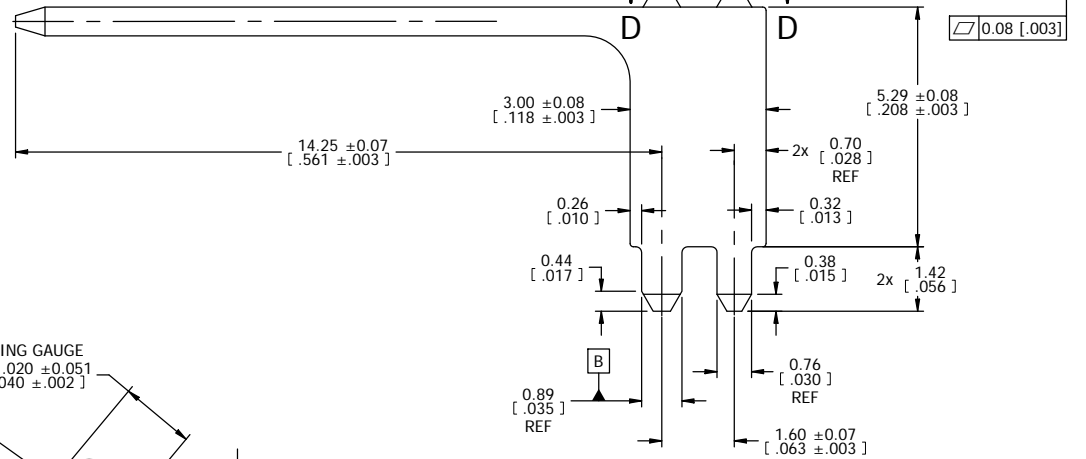 D
D
0.08 [.003]
3.00 ±0.08
[ .118 ±.003 ]
5.29 ±0.08
[ .208 ±.003 ]
14.25 ±0.07
[ .561 ±.003 ]
2x 0.70
[ .028 ]
REF
0.26
[ .010 ]
0.32
[ .013 ]
0.44
[ .017 ]
0.38
[ .015 ]
2x 1.42
[ .056 ]
ING GAUGE
.020 ±0.051
040 ±.002 ]
B
0.76
[ .030 ]
REF
0.89
[ .035 ]
REF
1.60 ±0.07
[ .063 ±.003 ]